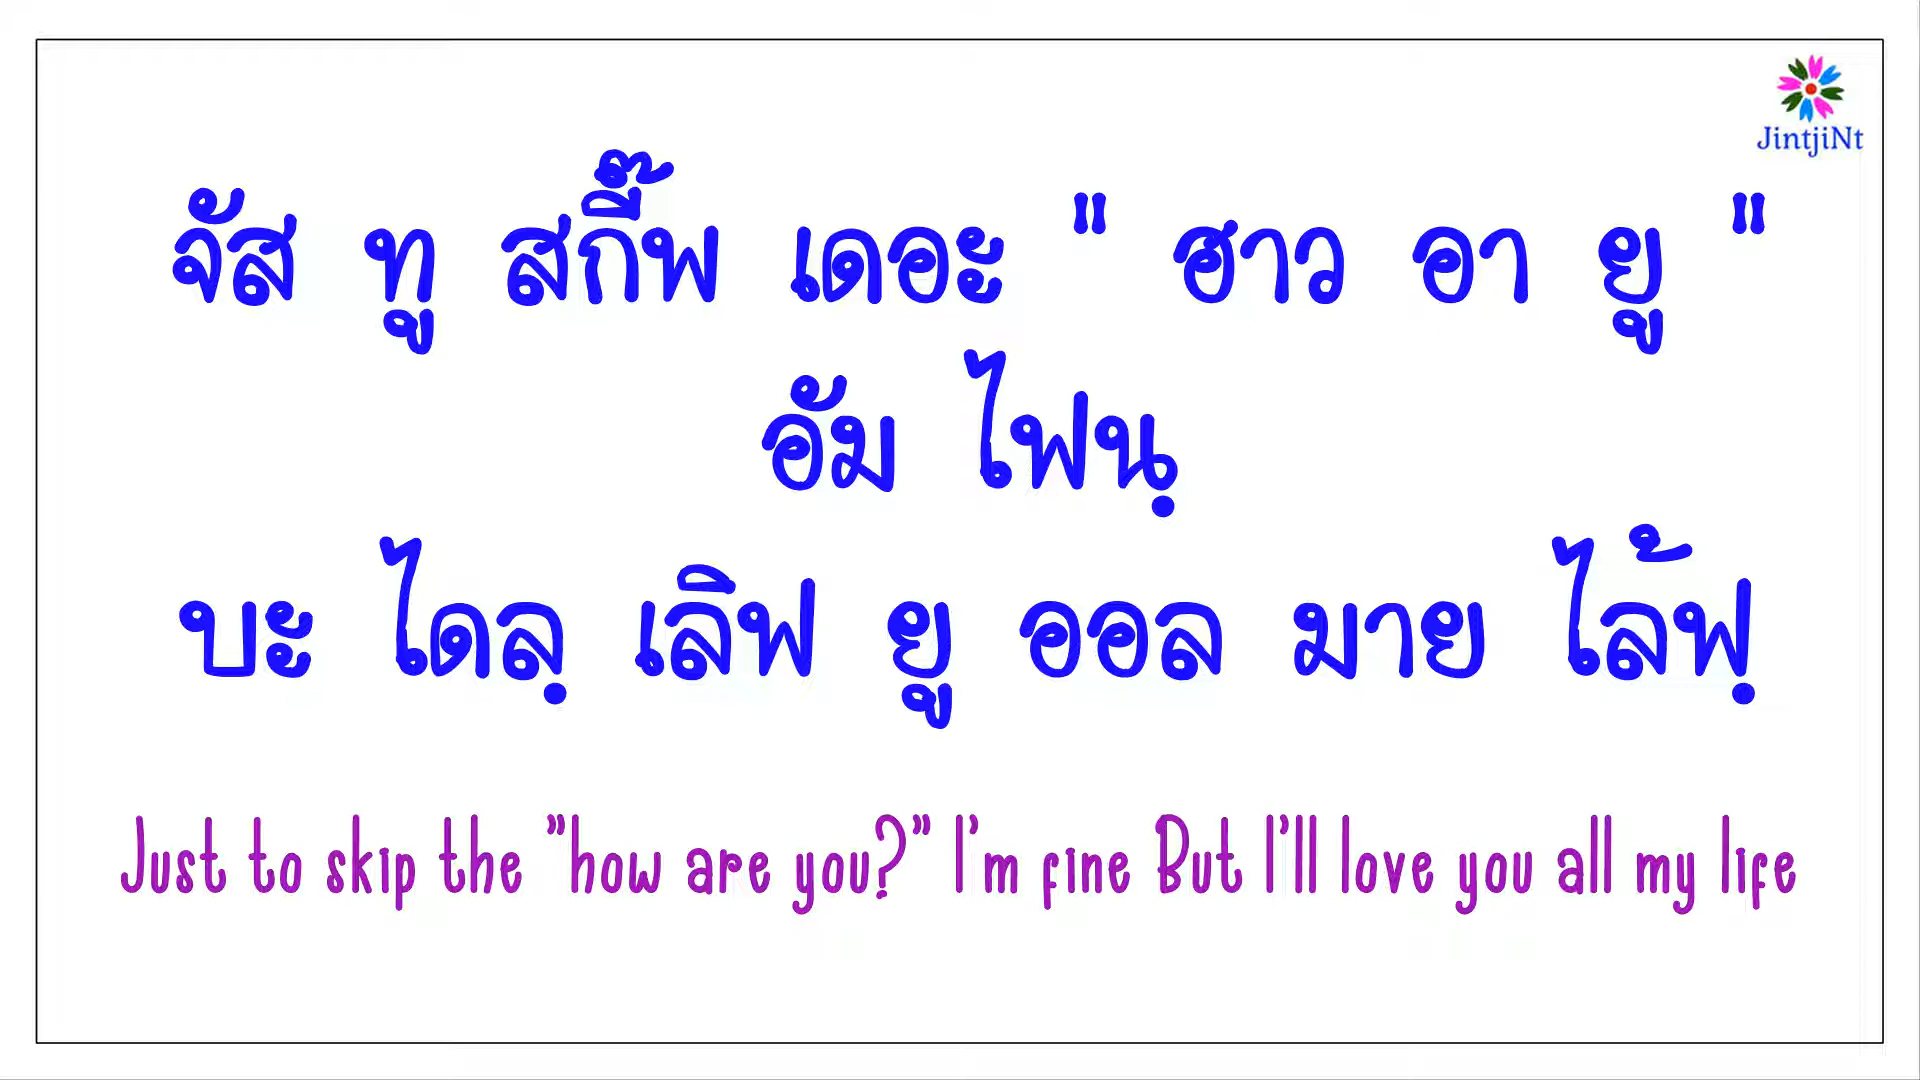 JintjiNt
จัส ทู สกิ๊พ เดอะ " ฮาว อา ยู "
อัม ไฟนฺ
บะ ไดลฺ เลิฟ ยู ออล มาย ไล้ฟฺ
Just to skip the "how are you?" I'm fine But I'll love you all my life